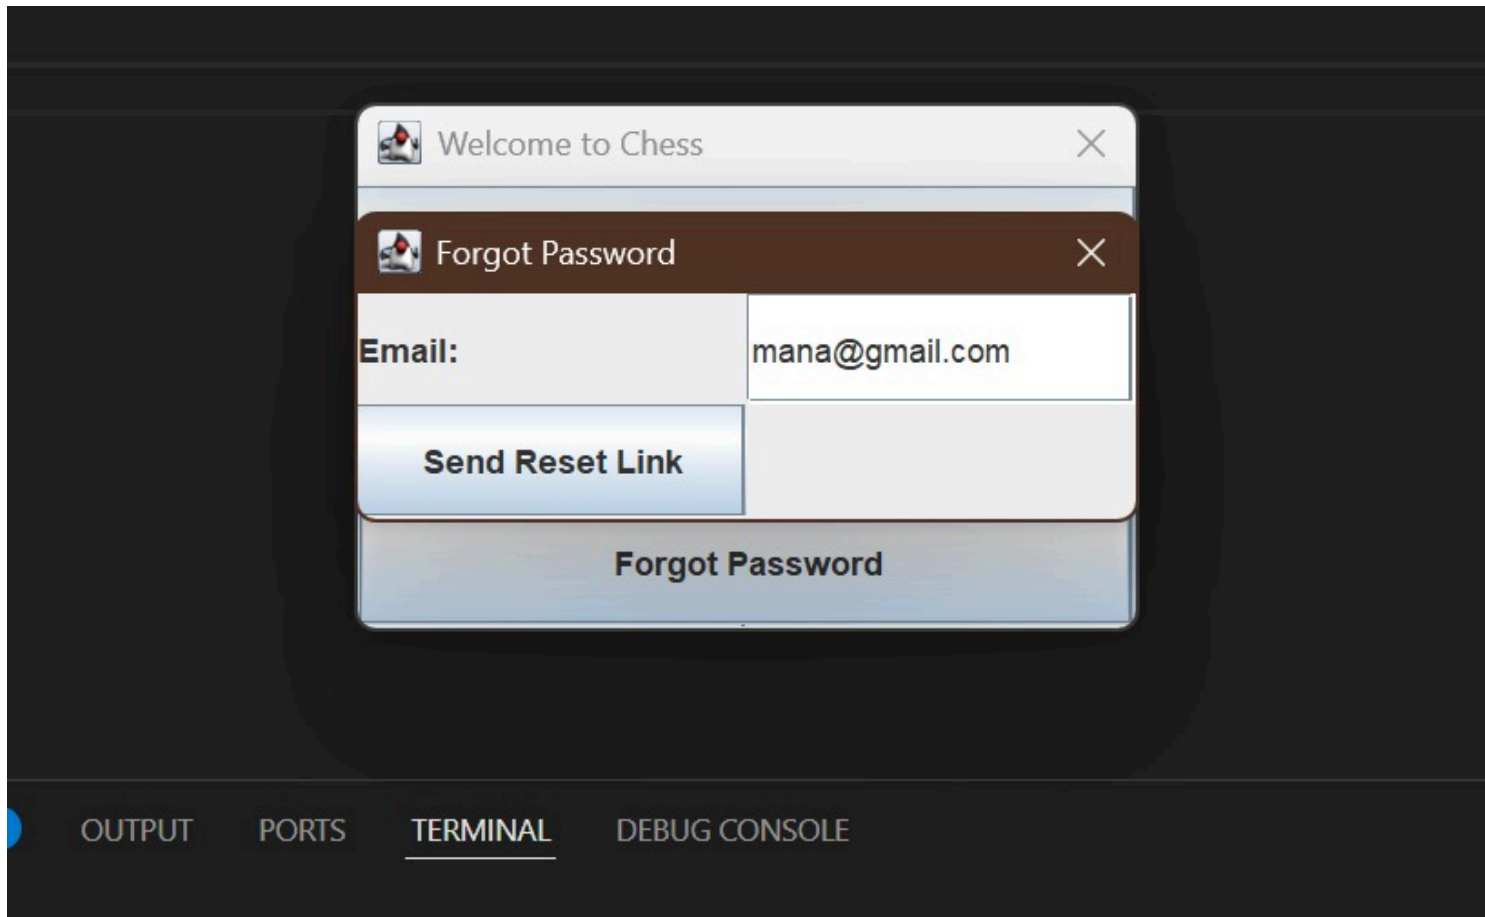 Welcome to Chess
Forgot Password
Email: mana@gmail.com
Send Reset Link
Forgot Password
OUTPUT PORTS TERMINAL DEBUG CONSOLE